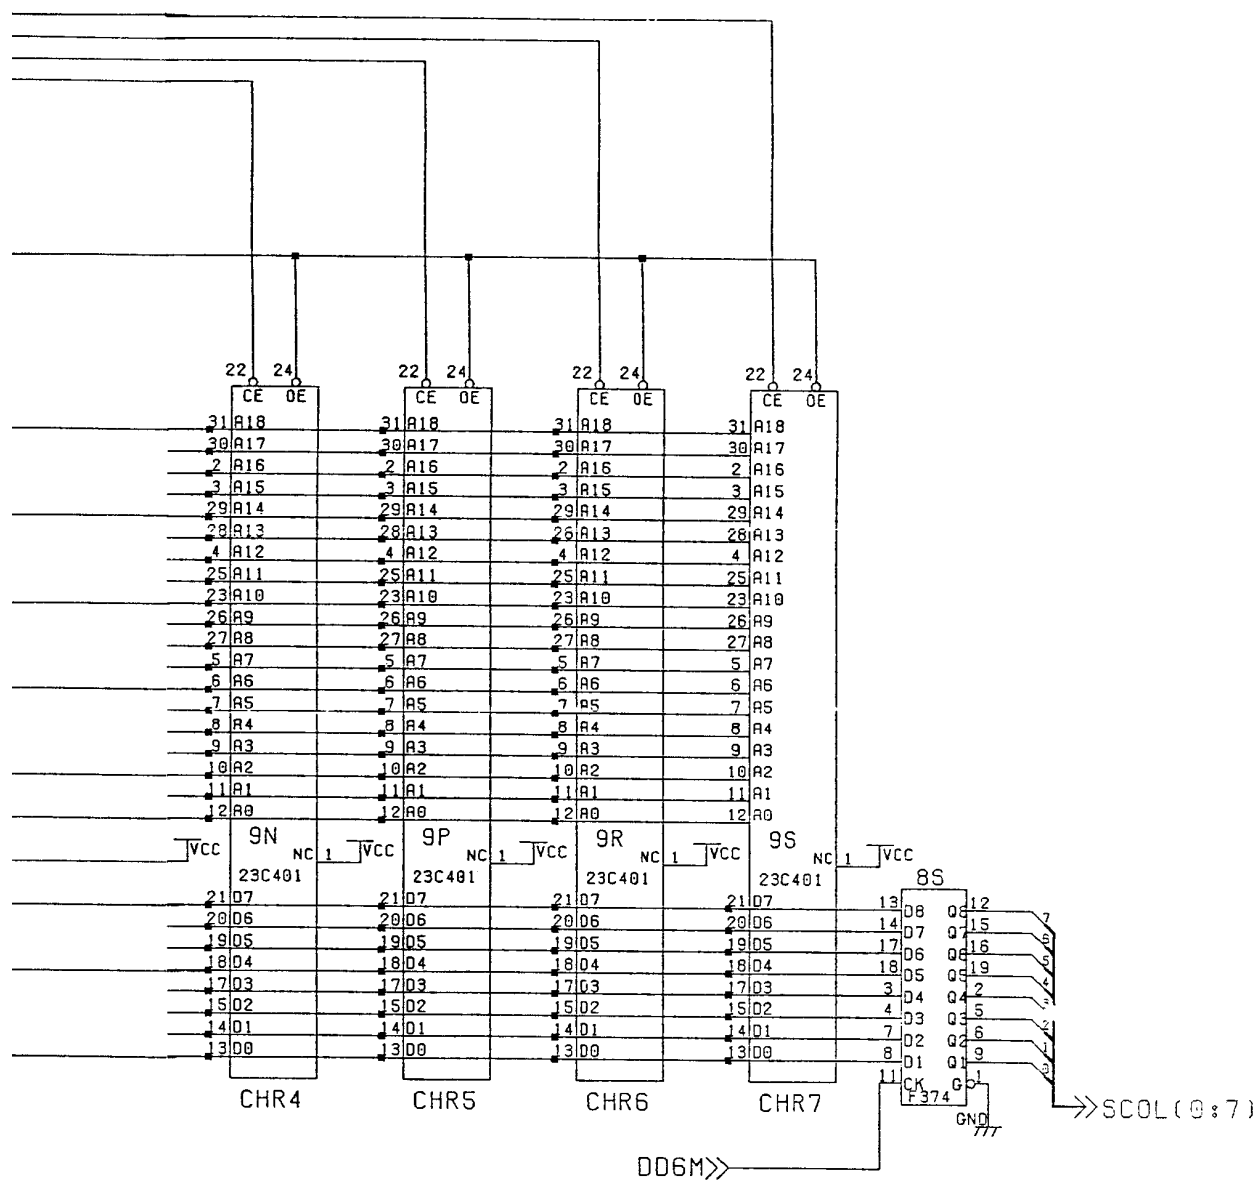 22 24 22 24 22 24 22 24
CE OE CE OE CE OE CE OE
31 A18 31 A18 31 A18 31 A18
30 A17 30 A17 30 A17 30 A17
2 A16 2 A16 2 A16 2 A16
3 A15 3 A15 3 A15 3 A15
29 A14 29 A14 29 A14 29 A14
28 A13 28 A13 26 A13 28 A13
4 A12 4 A12 4 A12 4 A12
25 A11 25 A11 25 A11 25 A11
23 A10 23 A10 23 A10 23 A10
26 A9 26 A9 26 A9 26 A9
27 A8 27 A8 27 A8 27 A8
5 A7 5 A7 5 A7 5 A7
6 A6 6 A6 6 A6 6 A6
7 A5 7 A5 7 A5 7 A5
8 A4 8 A4 8 A4 8 A4
9 A3 9 A3 9 A3 9 A3
10 A2 10 A2 10 A2 10 A2
11 A1 11 A1 11 A1 11 A1
12 A0 12 A0 12 A0 12 A0
9N 9P 9R 9S
VCC NC 1 VCC NC 1 VCC NC 1 VCC NC 1 VCC
23C401 23C401 23C401 23C401 8S
21 D7 21 D7 21 D7 21 D7 13 D8 Q8 12 7
20 D6 20 D6 20 D6 20 D6 14 D7 Q7 15 6
19 D5 19 D5 19 D5 19 D5 17 D6 Q8 16 5
18 D4 18 D4 18 D4 18 D4 18 D5 Q5 19 4
17 D3 17 D3 17 D3 17 D3 3 D4 Q4 2
15 D2 15 D2 15 D2 15 D2 4 D3 Q3 5 2
14 D1 14 D1 14 D1 14 D1 7 D2 Q2 6 1
13 D0 13 D0 13 D0 13 D0 8 D1 Q1 9 0
11 CK G 1
F374
CHR4 CHR5 CHR6 CHR7
GND
SCOL(0:7)
DD6M